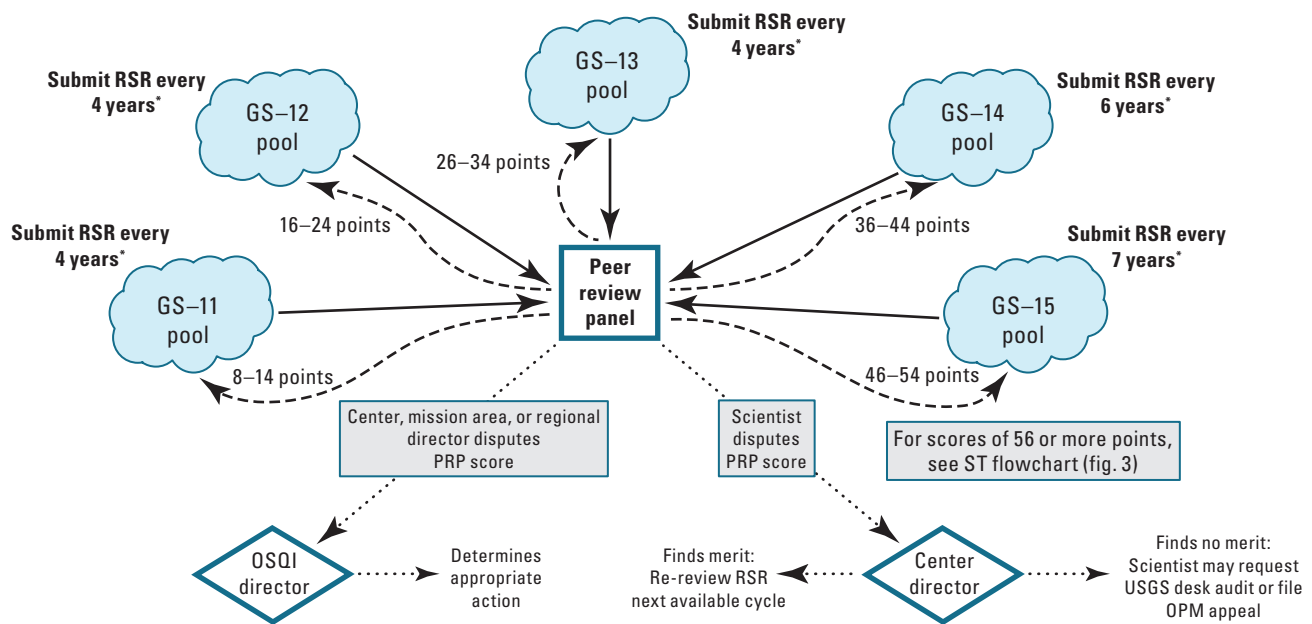 Submit RSR every
4 years*
GS–13
pool
Submit RSR every
4 years*
GS–12
pool
Submit RSR every
6 years*
GS–14
pool
26–34 points
16–24 points
36–44 points
Submit RSR every
4 years*
GS–11
pool
Peer
review
panel
Submit RSR every
7 years*
GS–15
pool
8–14 points
46–54 points
Center, mission area, or regional
director disputes
PRP score
Scientist
disputes
PRP score
For scores of 56 or more points,
see ST flowchart (fig. 3)
OSQI
director
Determines
appropriate
action
Finds merit:
Re-review RSR
next available cycle
Center
director
Finds no merit:
Scientist may request
USGS desk audit or file
OPM appeal